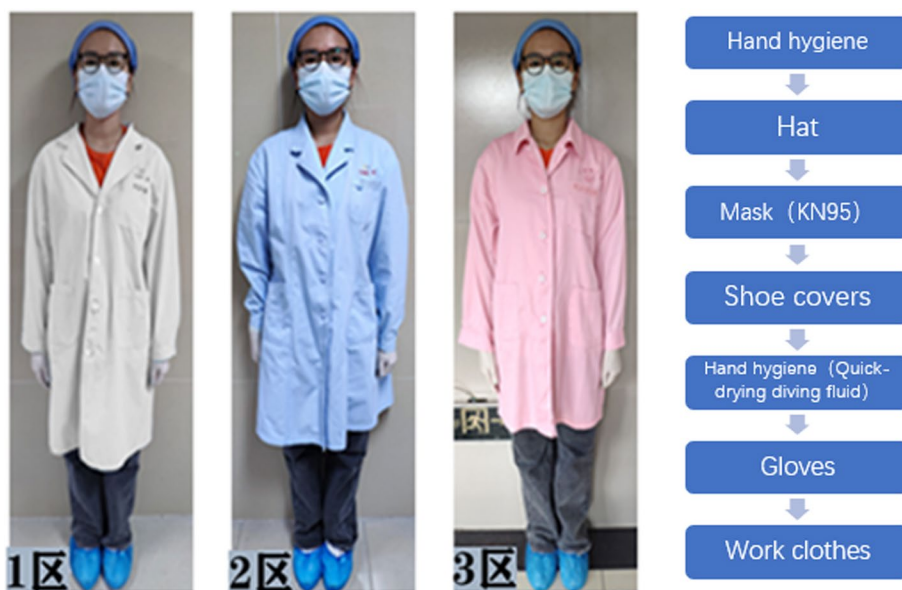 1区
2区
3区
Hand hygiene
Hat
Mask（KN95）
Shoe covers
Hand hygiene（Quick-
drying diving fluid）
Gloves
Work clothes